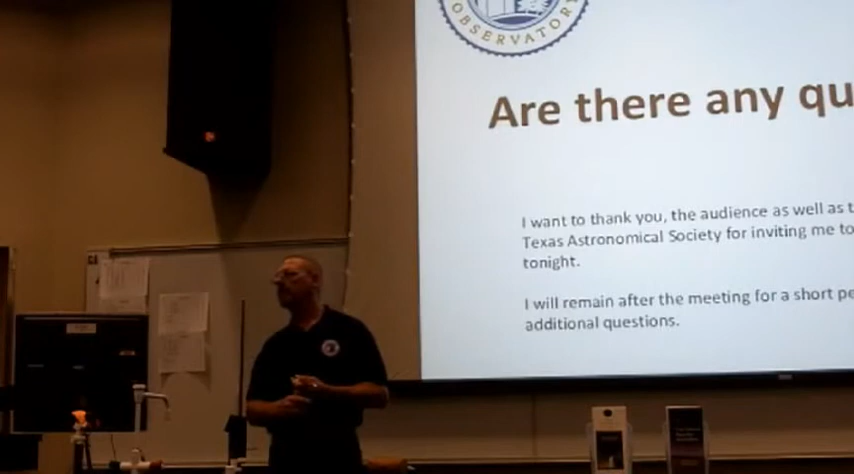 OBSERVATORY
Are there any qu
I want to thank you, the audience as well as t
Texas Astronomical Society for inviting me to
tonight.
I will remain after the meeting for a short pe
additional questions.